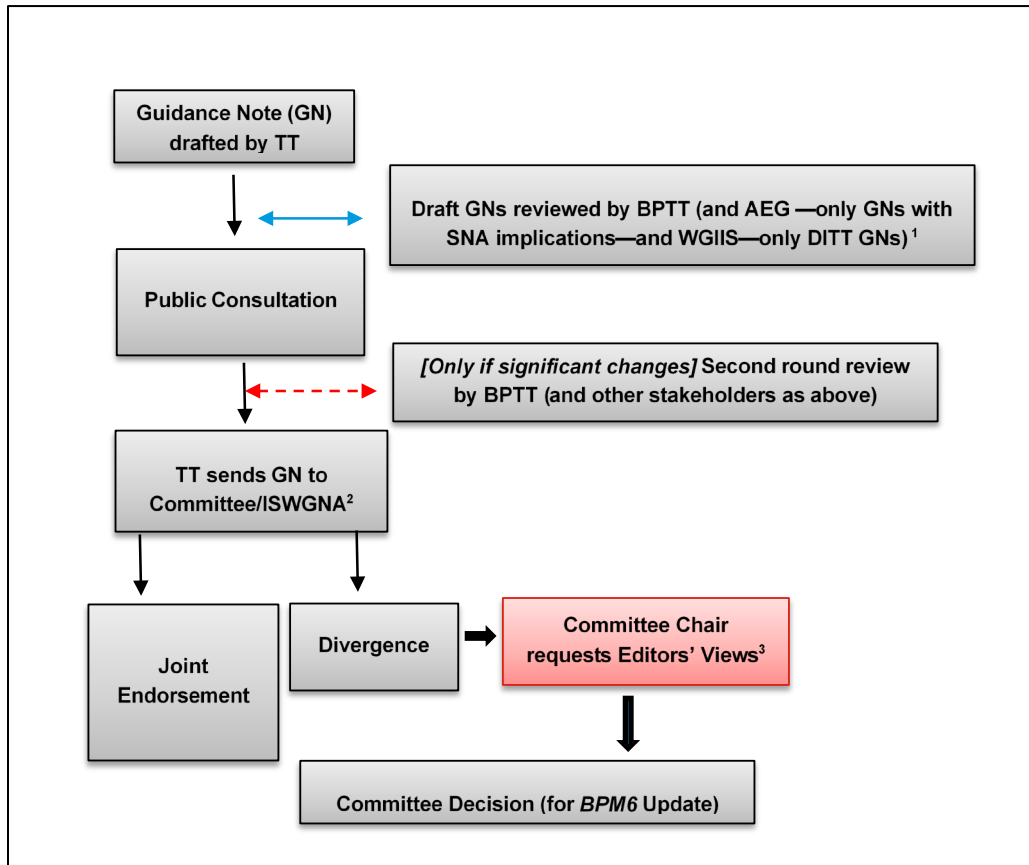 Guidance Note (GN)
drafted by TT
Draft GNs reviewed by BPTT (and AEG —only GNs with
SNA implications—and WGIIS—only DITT GNs) 1
Public Consultation
[Only if significant changes] Second round review
by BPTT (and other stakeholders as above)
TT sends GN to
Committee/ISWGNA2
Joint
Endorsement
Divergence
Committee Chair
requests Editors’ Views3
Committee Decision (for BPM6 Update)